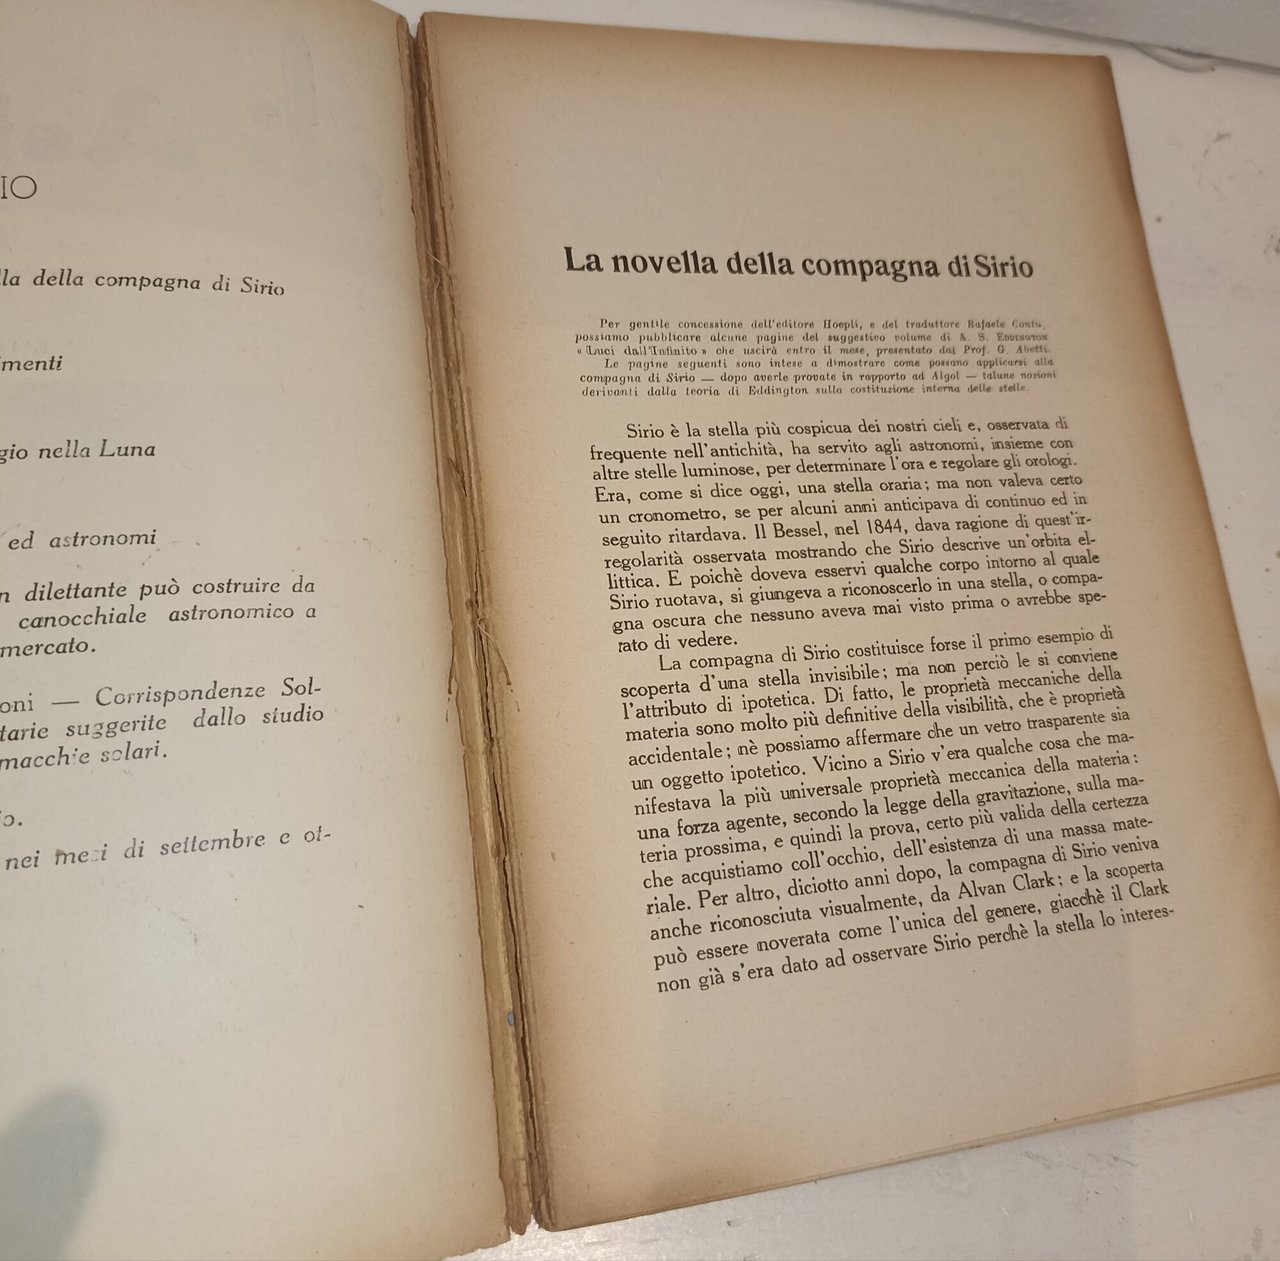 IO
lla della compagna di Sirio
imenti
gio nella Luna
ed astronomi
n dilettante può costruire da
canocchiale astronomico a
mercato.
oni — Corrispondenze Sol-
tarie suggerite dallo studio
macchie solari.
io.
nei mesi di settembre e ot-
La novella della compagna di Sirio
Per gentile concessione dell'editore Hoepli, e del traduttore Rafaele Contu,
possiamo pubblicare alcune pagine del suggestivo volume di A. S. Eddington
« Luci dall'Infinito » che uscirà entro il mese, presentato dal Prof. G. Abetti.
Le pagine seguenti sono intese a dimostrare come possano applicarsi alla
compagna di Sirio — dopo averle provate in rapporto ad Algol — talune nozioni
derivanti dalla teoria di Eddington sulla costituzione interna delle stelle.
Sirio è la stella più cospicua dei nostri cieli e, osservata di
frequente nell'antichità, ha servito agli astronomi, insieme con
altre stelle luminose, per determinare l'ora e regolare gli orologi.
Era, come si dice oggi, una stella oraria; ma non valeva certo
un cronometro, se per alcuni anni anticipava di continuo ed in
seguito ritardava. Il Bessel, nel 1844, dava ragione di quest'ir-
regolarità osservata mostrando che Sirio descrive un'orbita el-
littica. E poichè doveva esservi qualche corpo intorno al quale
Sirio ruotava, si giungeva a riconoscerlo in una stella, o compa-
gna oscura che nessuno aveva mai visto prima o avrebbe spe-
rato di vedere.
La compagna di Sirio costituisce forse il primo esempio di
scoperta d'una stella invisibile; ma non perciò le si conviene
l'attributo di ipotetica. Di fatto, le proprietà meccaniche della
materia sono molto più definitive della visibilità, che è proprietà
accidentale; nè possiamo affermare che un vetro trasparente sia
un oggetto ipotetico. Vicino a Sirio v'era qualche cosa che ma-
nifestava la più universale proprietà meccanica della materia:
una forza agente, secondo la legge della gravitazione, sulla ma-
teria prossima, e quindi la prova, certo più valida della certezza
che acquistiamo coll'occhio, dell'esistenza di una massa mate-
riale. Per altro, diciotto anni dopo, la compagna di Sirio veniva
anche riconosciuta visualmente, da Alvan Clark; e la scoperta
può essere noverata come l'unica del genere, giacchè il Clark
non già s'era dato ad osservare Sirio perchè la stella lo interes-